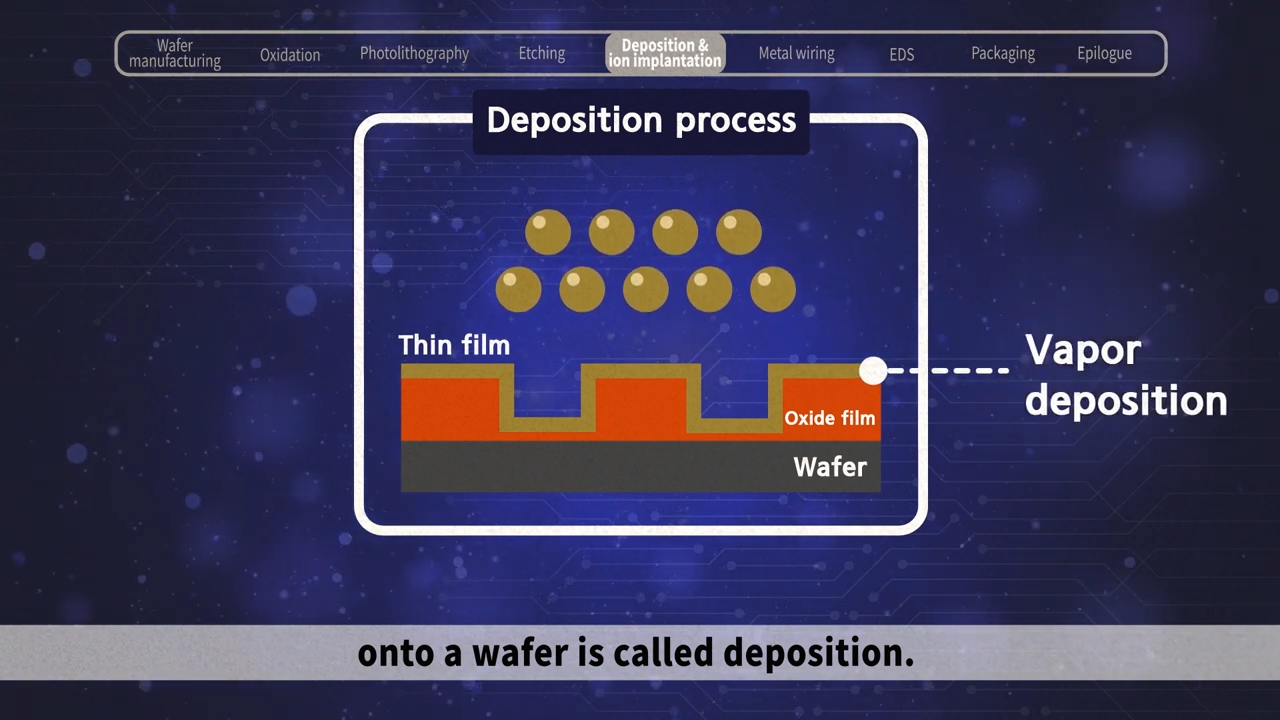 Wafer
manufacturing
Oxidation
Photolithography
Etching
Deposition &
ion implantation
Metal wiring
EDS
Packaging
Epilogue
Deposition process
Thin film
Vapor
deposition
Oxide film
Wafer
onto a wafer is called deposition.